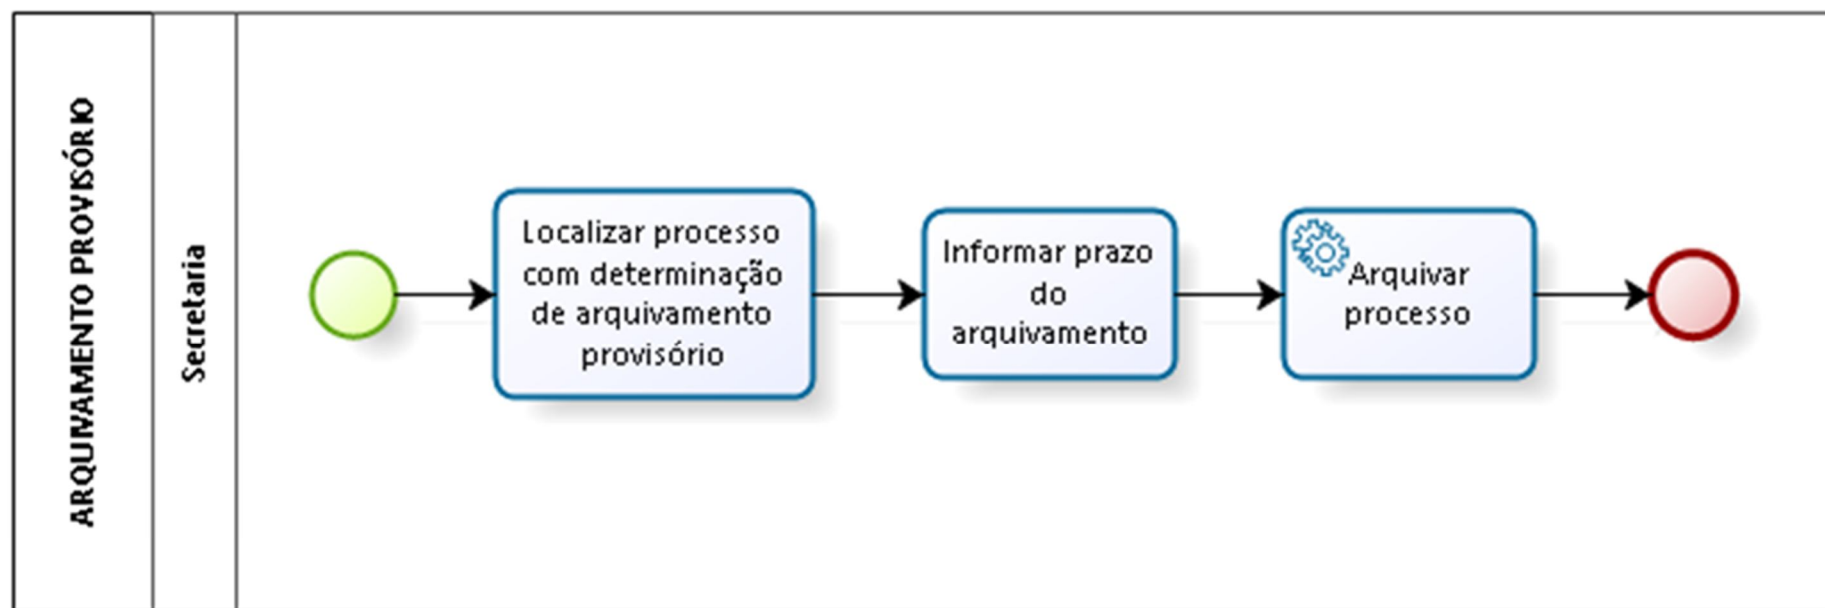 ARQUIVAMENTO PROVISÓRIO
Secretaria
Localizar processo
com determinação
de arquivamento
provisório
Informar prazo
do
arquivamento
Arquivar
processo